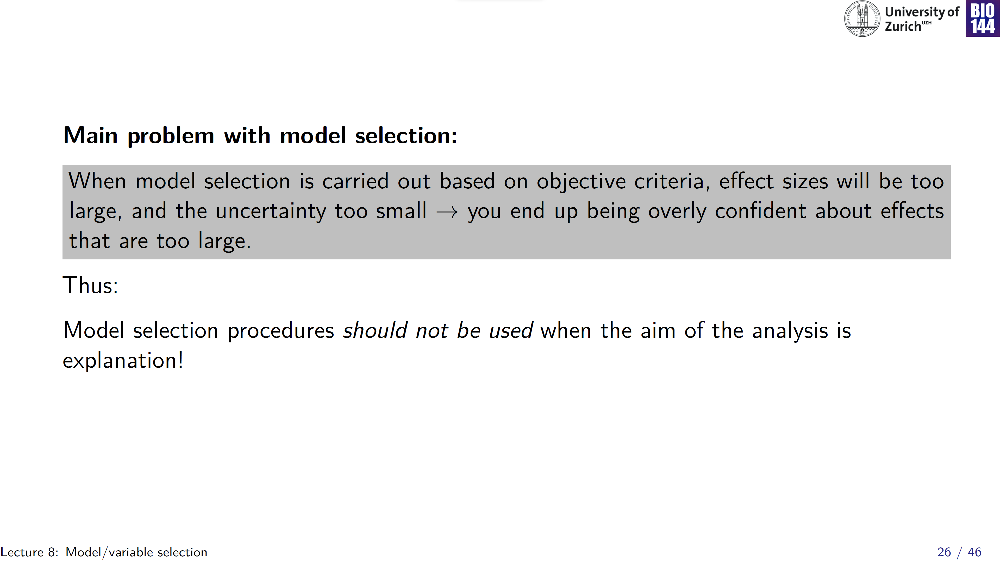 University of
Zurich UZH
BIO
144
Main problem with model selection:
When model selection is carried out based on objective criteria, effect sizes will be too
large, and the uncertainty too small → you end up being overly confident about effects
that are too large.
Thus:
Model selection procedures should not be used when the aim of the analysis is
explanation!
Lecture 8: Model/variable selection
26 / 46